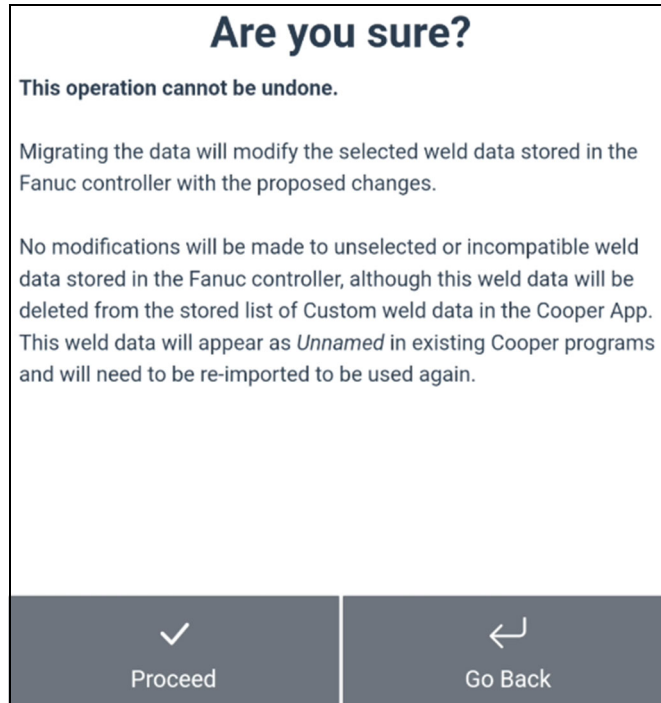 Are you sure?
This operation cannot be undone.
Migrating the data will modify the selected weld data stored in the
Fanuc controller with the proposed changes.
No modifications will be made to unselected or incompatible weld
data stored in the Fanuc controller, although this weld data will be
deleted from the stored list of Custom weld data in the Cooper App.
This weld data will appear as Unnamed in existing Cooper programs
and will need to be re-imported to be used again.
Proceed
Go Back